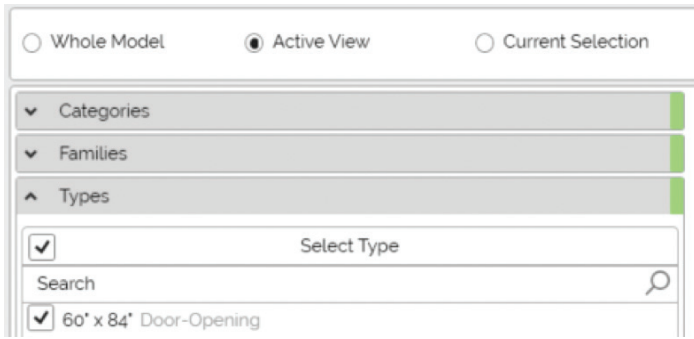 Whole Model Active View Current Selection
Categories
Families
Types
Select Type
Search
60" x 84" Door-Opening